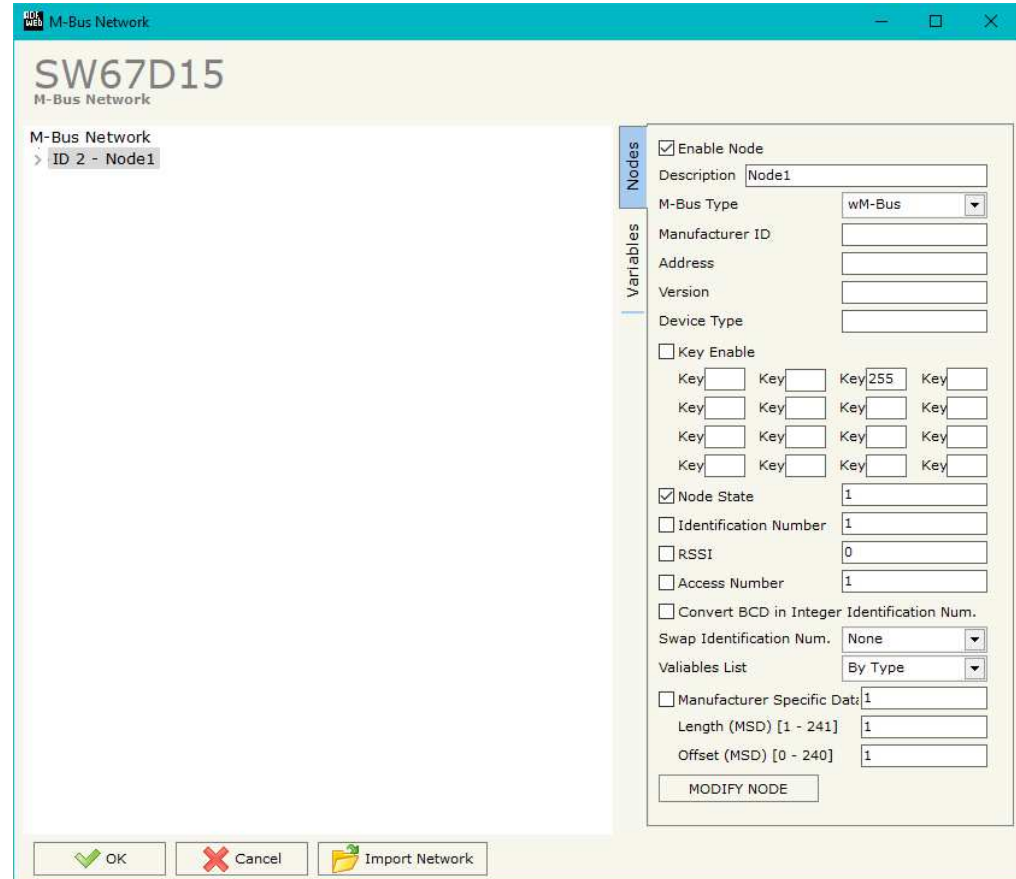 ADF
WEB
M-Bus Network
SW67D15
M-Bus Network
M-Bus Network
ID 2 - Node1
Nodes
Variables
Enable Node
Description Node1
M-Bus Type wM-Bus
Manufacturer ID
Address
Version
Device Type
Key Enable
Key Key Key 255 Key
Key Key Key Key
Key Key Key Key
Key Key Key Key
Node State 1
Identification Number 1
RSSI 0
Access Number 1
Convert BCD in Integer Identification Num.
Swap Identification Num. None
Valiables List By Type
Manufacturer Specific Data 1
Length (MSD) [1 - 241] 1
Offset (MSD) [0 - 240] 1
MODIFY NODE
OK Cancel Import Network